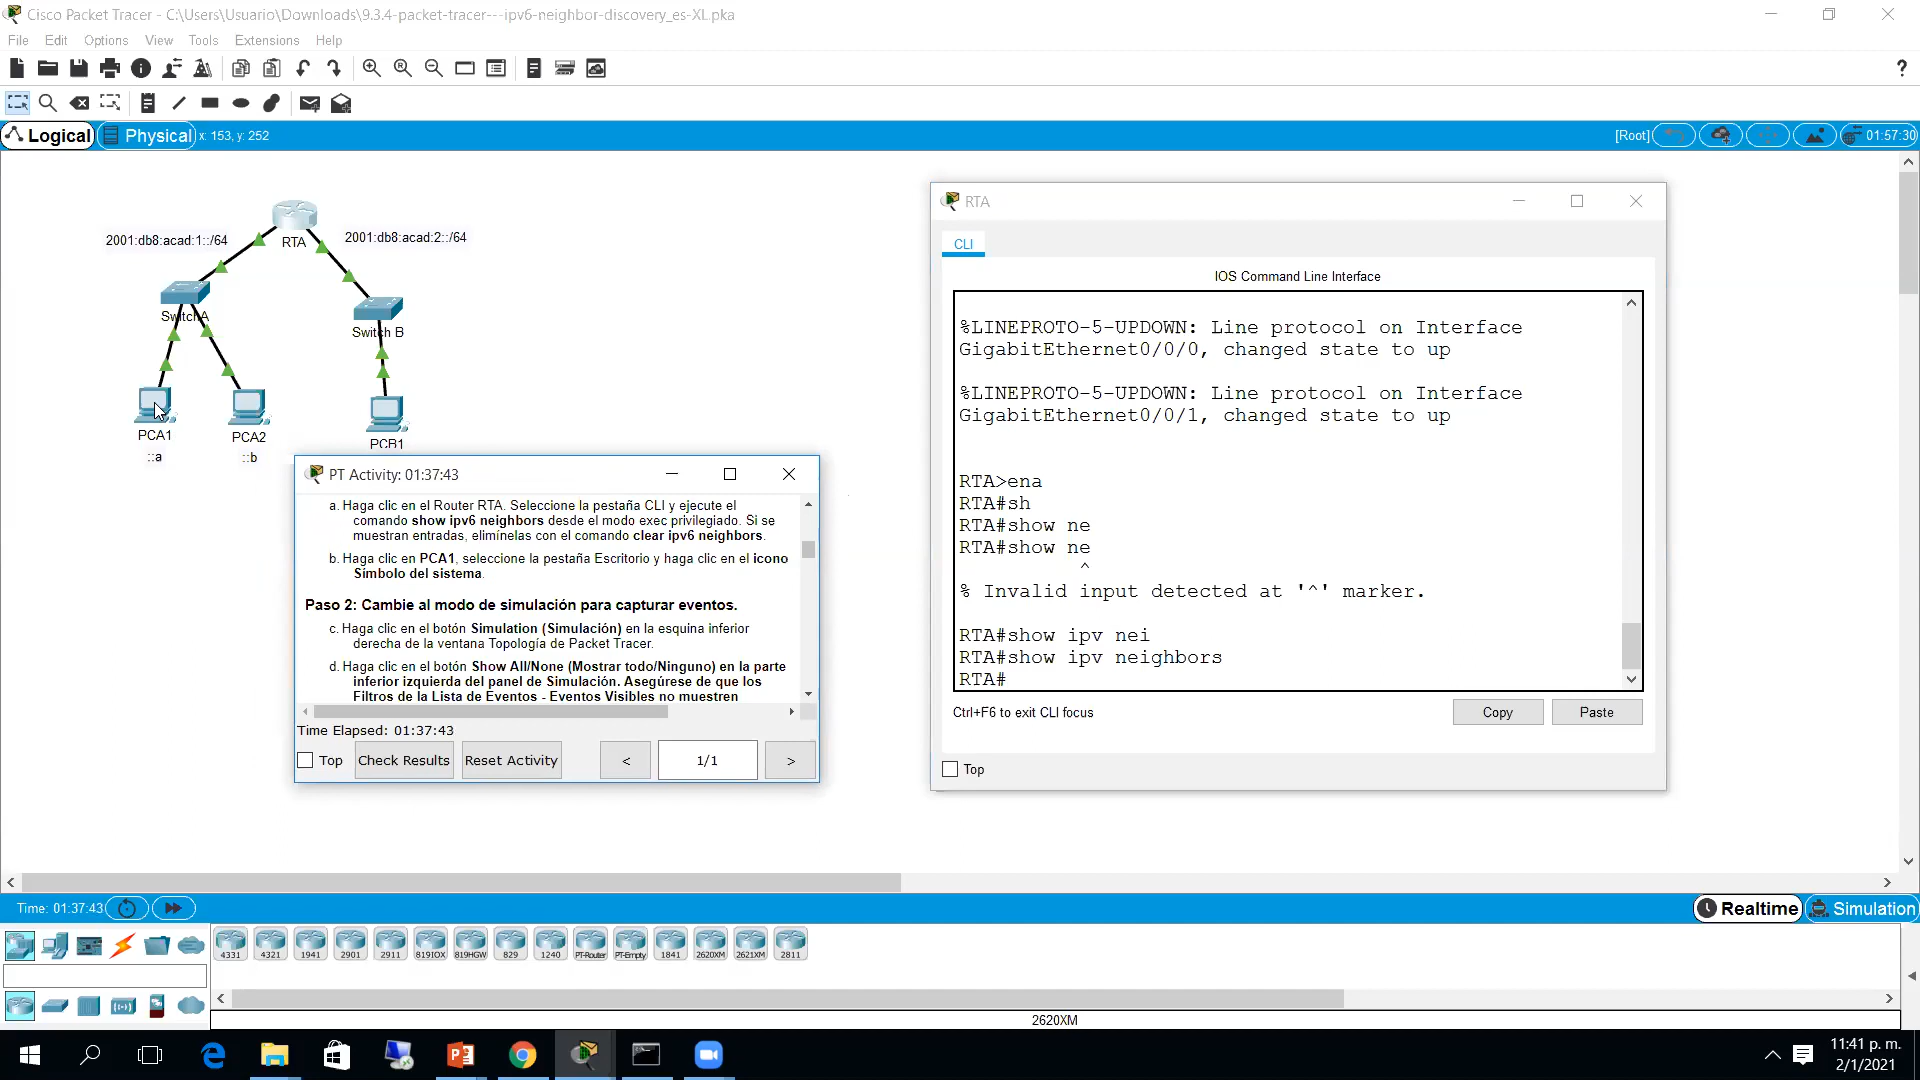 Cisco Packet Tracer - C:\Users\Usuario\Downloads\9.3.4-packet-tracer---ipv6-neighbor-discovery_es-XL.pka
File Edit Options View Tools Extensions Help
?
Logical Physical x: 153, y: 252
[Root] 01:57:30
RTA
2001:db8:acad:1::/64
2001:db8:acad:2::/64
SwitchA
Switch B
PCA1
::a
PCA2
::b
PCB1
PT Activity: 01:37:43
a. Haga clic en el Router RTA. Seleccione la pestaña CLI y ejecute el
comando show ipv6 neighbors desde el modo exec privilegiado. Si se
muestran entradas, elimínelas con el comando clear ipv6 neighbors.
b. Haga clic en PCA1, seleccione la pestaña Escritorio y haga clic en el icono
Símbolo del sistema.
Paso 2: Cambie al modo de simulación para capturar eventos.
c. Haga clic en el botón Simulation (Simulación) en la esquina inferior
derecha de la ventana Topología de Packet Tracer.
d. Haga clic en el botón Show All/None (Mostrar todo/Ninguno) en la parte
inferior izquierda del panel de Simulación. Asegúrese de que los
Filtros de la Lista de Eventos - Eventos Visibles no muestren
Time Elapsed: 01:37:43
Top Check Results Reset Activity < 1/1 >
RTA
CLI
IOS Command Line Interface
%LINEPROTO-5-UPDOWN: Line protocol on Interface
GigabitEthernet0/0/0, changed state to up
%LINEPROTO-5-UPDOWN: Line protocol on Interface
GigabitEthernet0/0/1, changed state to up
RTA>ena
RTA#sh
RTA#show ne
RTA#show ne
^
% Invalid input detected at '^' marker.
RTA#show ipv nei
RTA#show ipv neighbors
RTA#
Ctrl+F6 to exit CLI focus
Copy Paste
Top
Time: 01:37:43
Realtime Simulation
4331 4321 1941 2901 2911 819IOX 819HGW 829 1240 PT-Router PT-Empty 1841 2620XM 2621XM 2811
2620XM
11:41 p. m.
2/1/2021